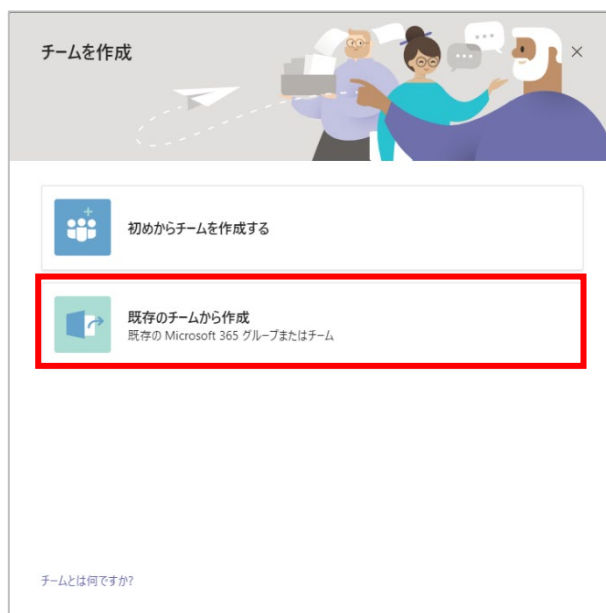 チームを作成
初めからチームを作成する
既存のチームから作成
既存の Microsoft 365 グループまたはチーム
チームとは何ですか?